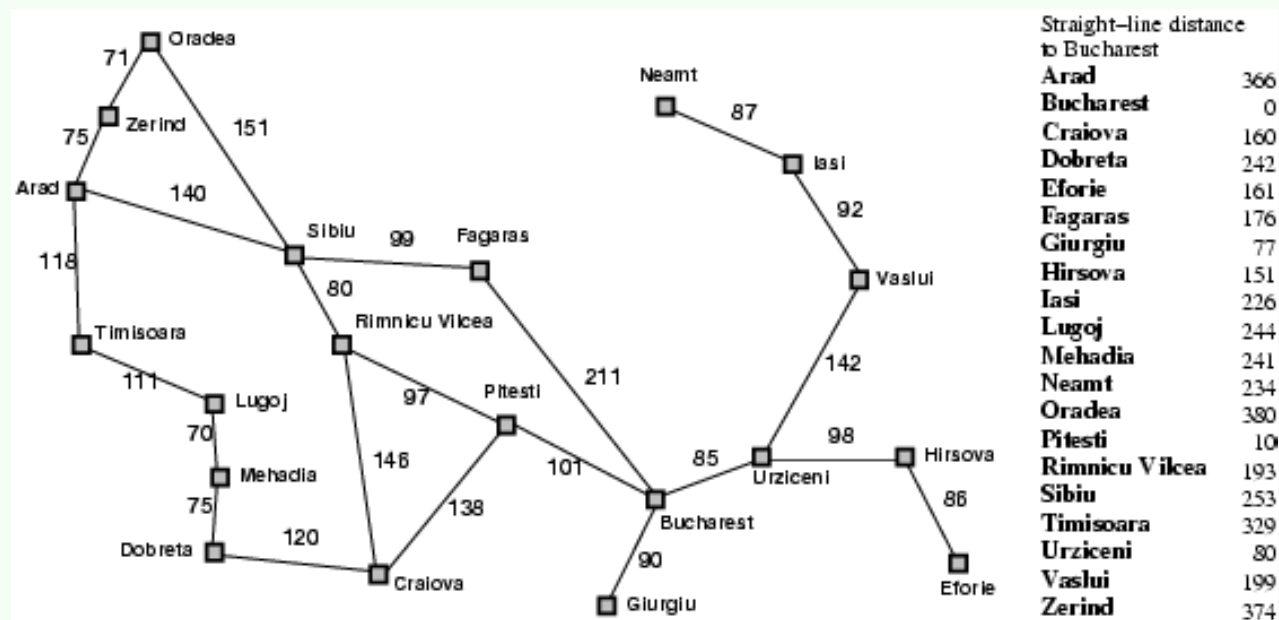 Oradea
71
Neamt
87
Zerind
151
75
Iasi
Arad
140
92
Sibiu
99
Fagaras
118
80
Vaslui
Timisoara
Rimnicu Vilcea
111
211
142
Lugoj
97
Pitesti
70
98
Hirsova
146
85
Urziceni
Mehadia
101
86
75
138
Bucharest
Dobreta
120
90
Craiova
Eforie
Giurgiu
Straight–line distance
to Bucharest
Arad 366
Bucharest 0
Craiova 160
Dobreta 242
Eforie 161
Fagaras 176
Giurgiu 77
Hirsova 151
Iasi 226
Lugoj 244
Mehadia 241
Neamt 234
Oradea 380
Pitesti
Rimnicu Vilcea 193
Sibiu 253
Timisoara 329
Urziceni 80
Vaslui 199
Zerind 374